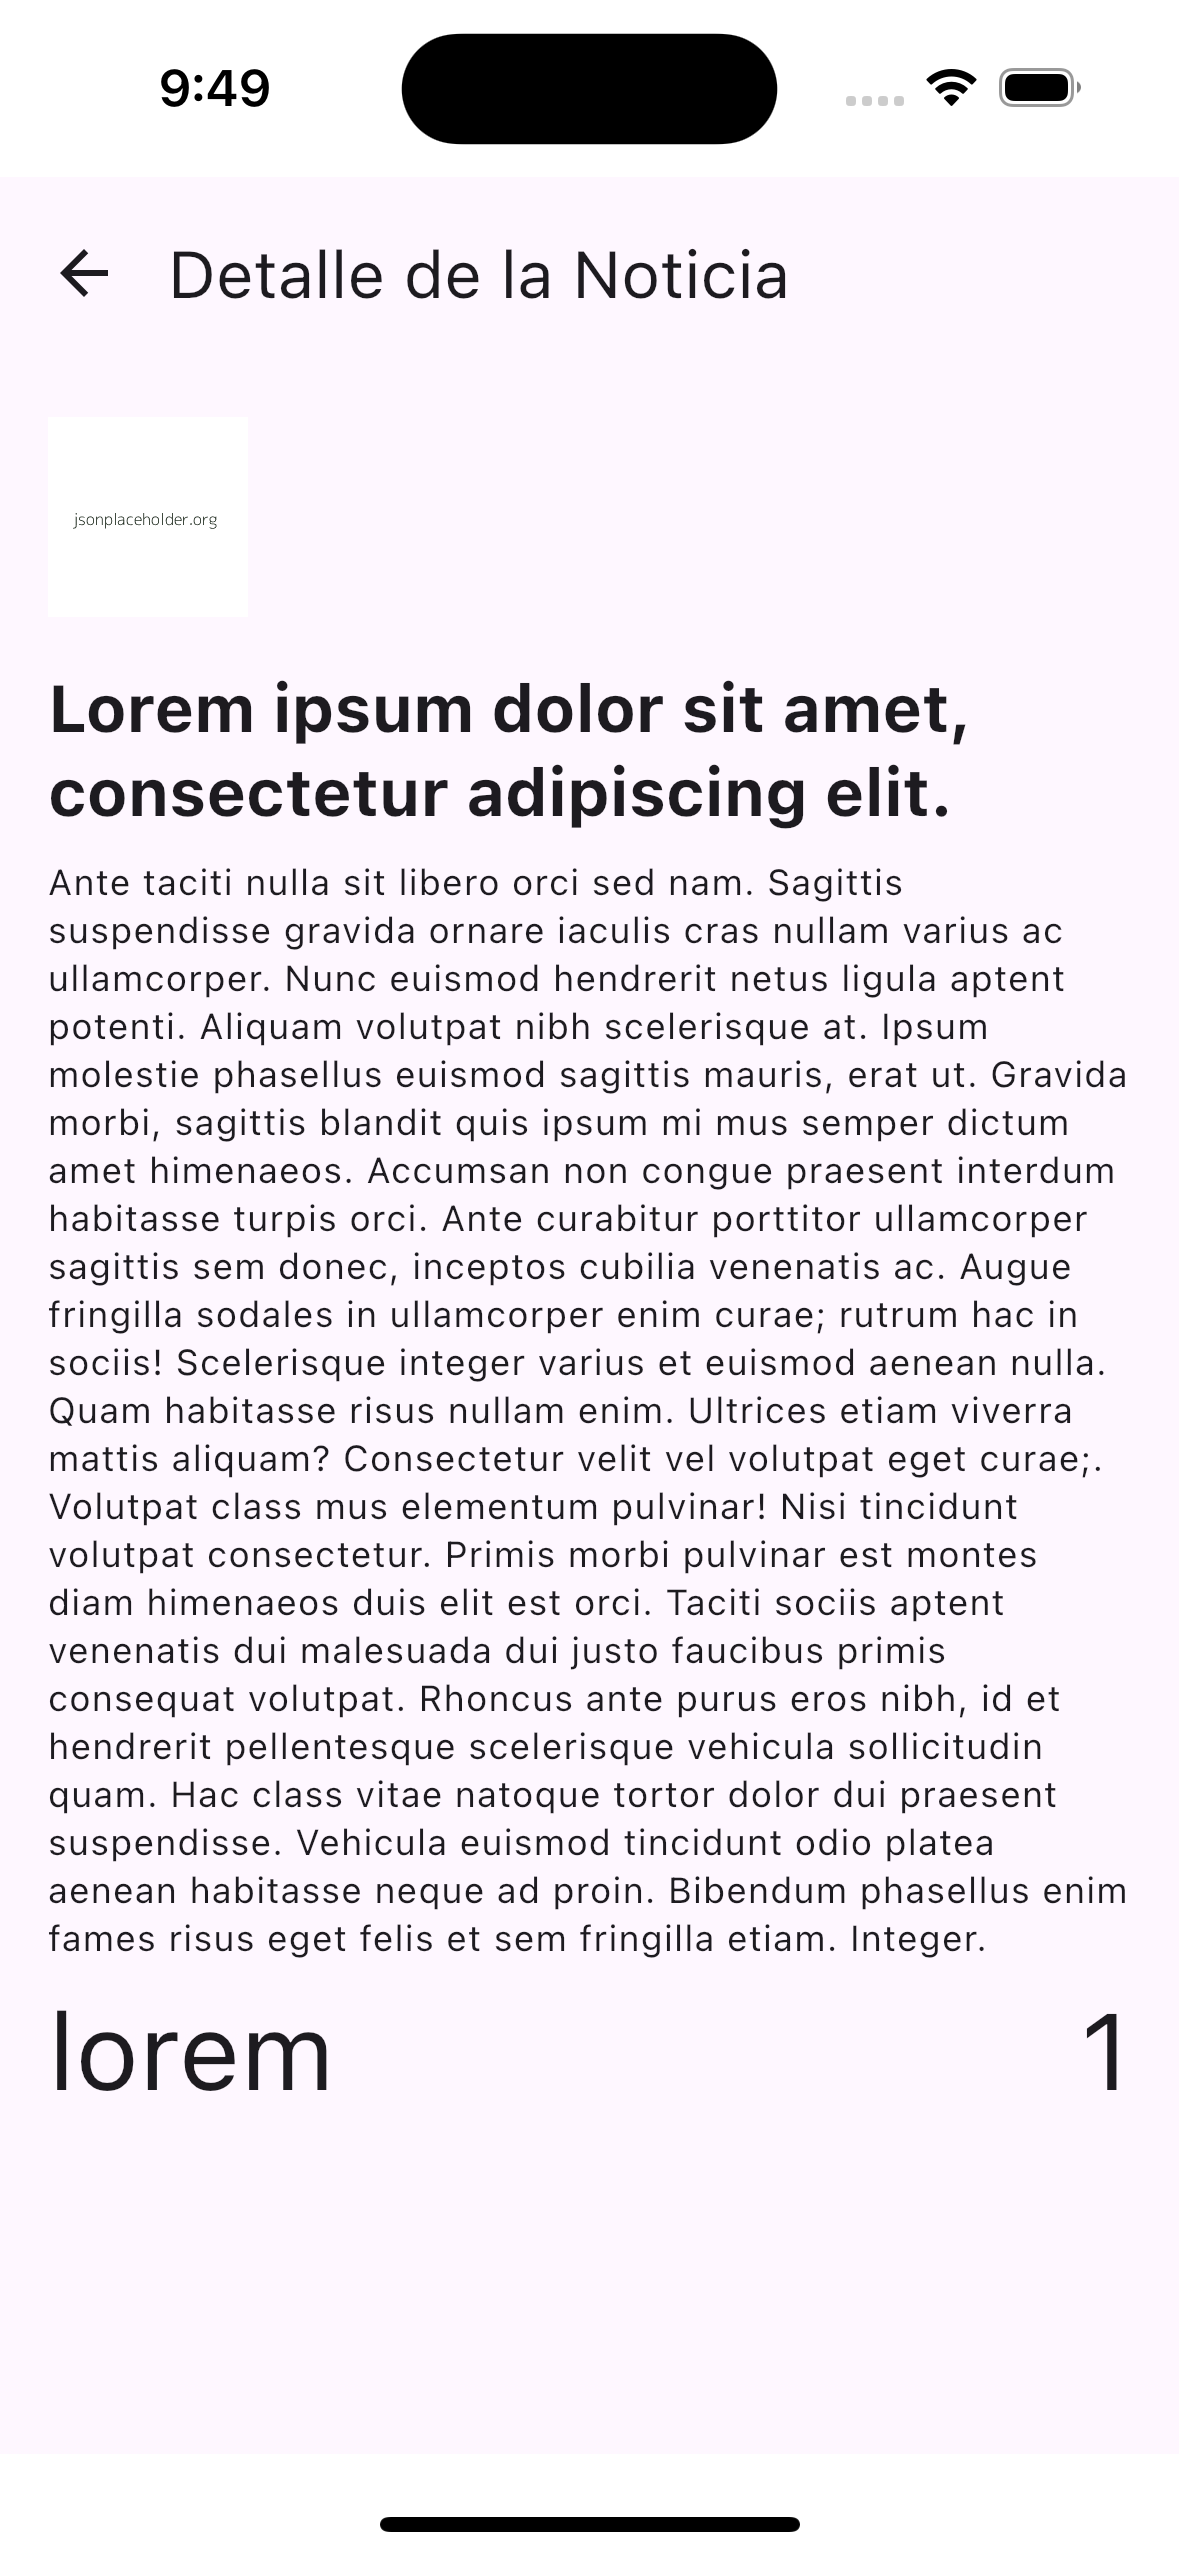 9:49
Detalle de la Noticia
jsonplaceholder.org
Lorem ipsum dolor sit amet,
consectetur adipiscing elit.
Ante taciti nulla sit libero orci sed nam. Sagittis
suspendisse gravida ornare iaculis cras nullam varius ac
ullamcorper. Nunc euismod hendrerit netus ligula aptent
potenti. Aliquam volutpat nibh scelerisque at. Ipsum
molestie phasellus euismod sagittis mauris, erat ut. Gravida
morbi, sagittis blandit quis ipsum mi mus semper dictum
amet himenaeos. Accumsan non congue praesent interdum
habitasse turpis orci. Ante curabitur porttitor ullamcorper
sagittis sem donec, inceptos cubilia venenatis ac. Augue
fringilla sodales in ullamcorper enim curae; rutrum hac in
sociis! Scelerisque integer varius et euismod aenean nulla.
Quam habitasse risus nullam enim. Ultrices etiam viverra
mattis aliquam? Consectetur velit vel volutpat eget curae;.
Volutpat class mus elementum pulvinar! Nisi tincidunt
volutpat consectetur. Primis morbi pulvinar est montes
diam himenaeos duis elit est orci. Taciti sociis aptent
venenatis dui malesuada dui justo faucibus primis
consequat volutpat. Rhoncus ante purus eros nibh, id et
hendrerit pellentesque scelerisque vehicula sollicitudin
quam. Hac class vitae natoque tortor dolor dui praesent
suspendisse. Vehicula euismod tincidunt odio platea
aenean habitasse neque ad proin. Bibendum phasellus enim
fames risus eget felis et sem fringilla etiam. Integer.
lorem 1